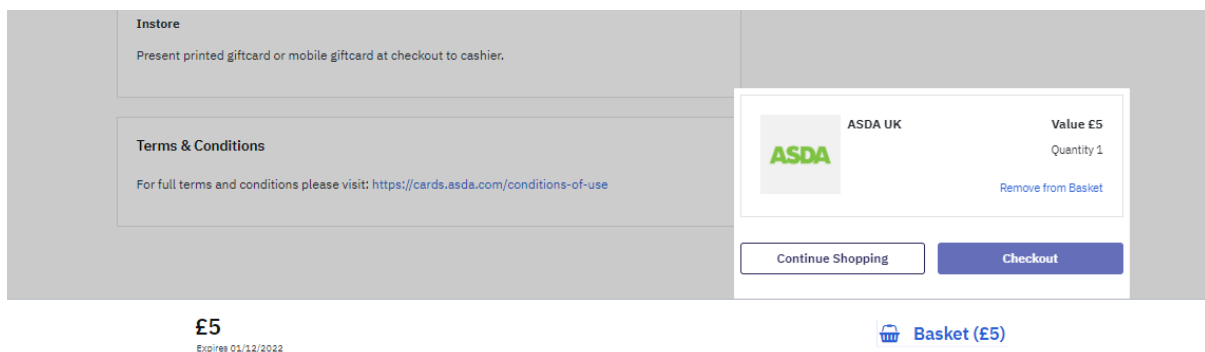 Instore
Present printed giftcard or mobile giftcard at checkout to cashier.
Terms & Conditions
For full terms and conditions please visit: https://cards.asda.com/conditions-of-use
ASDA
ASDA UK
Value £5
Quantity 1
Remove from Basket
Continue Shopping
Checkout
£5
Expires 01/12/2022
Basket (£5)